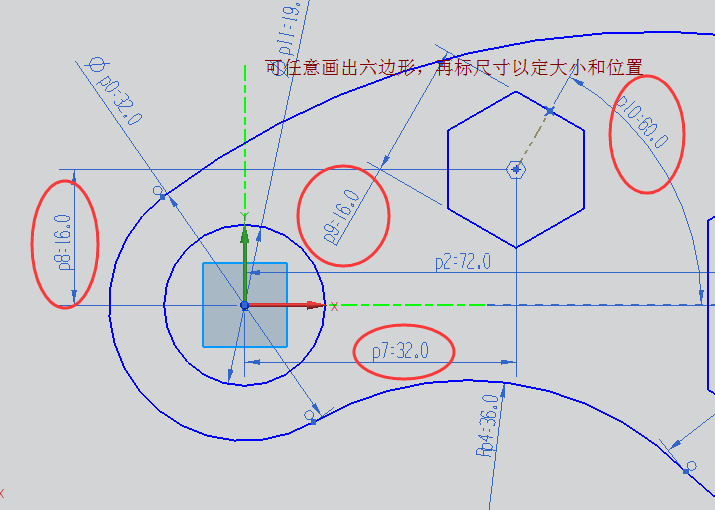 可任意画出六边形，再标尺寸以定大小和位置
∅ p0=32.0
p11=19.
p10=60.0
p9=16.0
p8=16.0
Y
p2=72.0
X
p7=32.0
Rp4=36.0
X